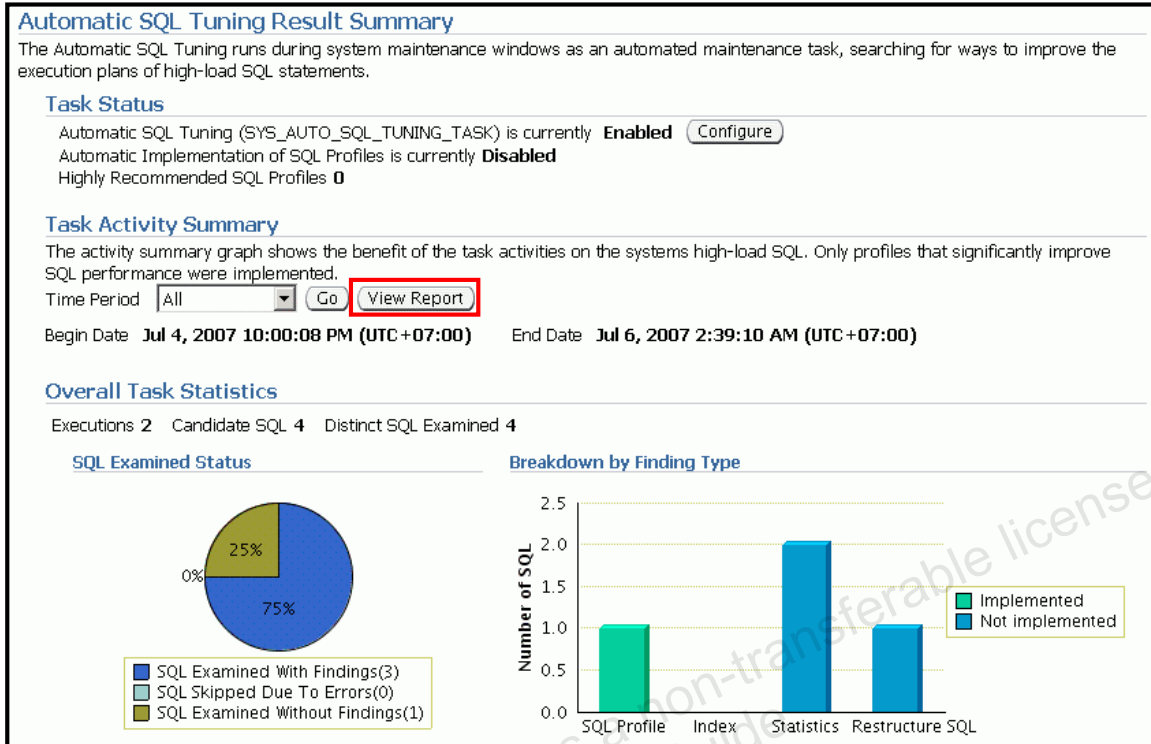 Automatic SQL Tuning Result Summary
The Automatic SQL Tuning runs during system maintenance windows as an automated maintenance task, searching for ways to improve the
execution plans of high-load SQL statements.
Task Status
Automatic SQL Tuning (SYS_AUTO_SQL_TUNING_TASK) is currently Enabled Configure
Automatic Implementation of SQL Profiles is currently Disabled
Highly Recommended SQL Profiles 0
Task Activity Summary
The activity summary graph shows the benefit of the task activities on the systems high-load SQL. Only profiles that significantly improve
SQL performance were implemented.
Time Period All Go View Report
Begin Date Jul 4, 2007 10:00:08 PM (UTC+07:00) End Date Jul 6, 2007 2:39:10 AM (UTC+07:00)
Overall Task Statistics
Executions 2 Candidate SQL 4 Distinct SQL Examined 4
SQL Examined Status
25%
0%
75%
SQL Examined With Findings(3)
SQL Skipped Due To Errors(0)
SQL Examined Without Findings(1)
Breakdown by Finding Type
Number of SQL
2.5
2.0
1.5
1.0
0.5
0.0
SQL Profile Index Statistics Restructure SQL
Implemented
Not implemented
a non-transferable license